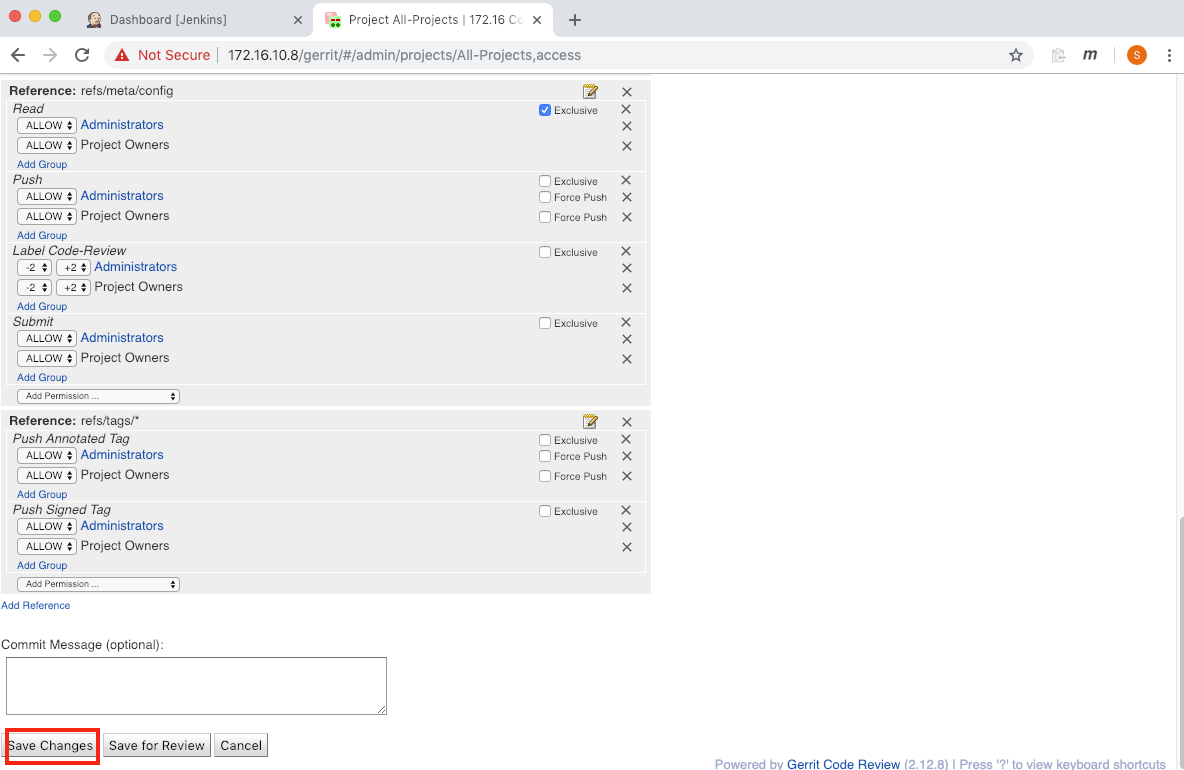 Dashboard [Jenkins]
Project All-Projects | 172.16 Co
Not Secure
172.16.10.8/gerrit/#/admin/projects/All-Projects,access
m
S
Reference: refs/meta/config
Read
Exclusive
ALLOW Administrators
ALLOW Project Owners
Add Group
Push
Exclusive
ALLOW Administrators
Force Push
ALLOW Project Owners
Force Push
Add Group
Label Code-Review
Exclusive
-2 +2 Administrators
-2 +2 Project Owners
Add Group
Submit
Exclusive
ALLOW Administrators
ALLOW Project Owners
Add Group
Add Permission ...
Reference: refs/tags/*
Push Annotated Tag
Exclusive
ALLOW Administrators
Force Push
ALLOW Project Owners
Force Push
Add Group
Push Signed Tag
Exclusive
ALLOW Administrators
ALLOW Project Owners
Add Group
Add Permission ...
Add Reference
Commit Message (optional):
Save Changes
Save for Review
Cancel
Powered by Gerrit Code Review (2.12.8) | Press '?' to view keyboard shortcuts